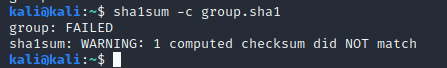 kali@kali:~$ sha1sum -c group.sha1
group: FAILED
sha1sum: WARNING: 1 computed checksum did NOT match
kali@kali:~$